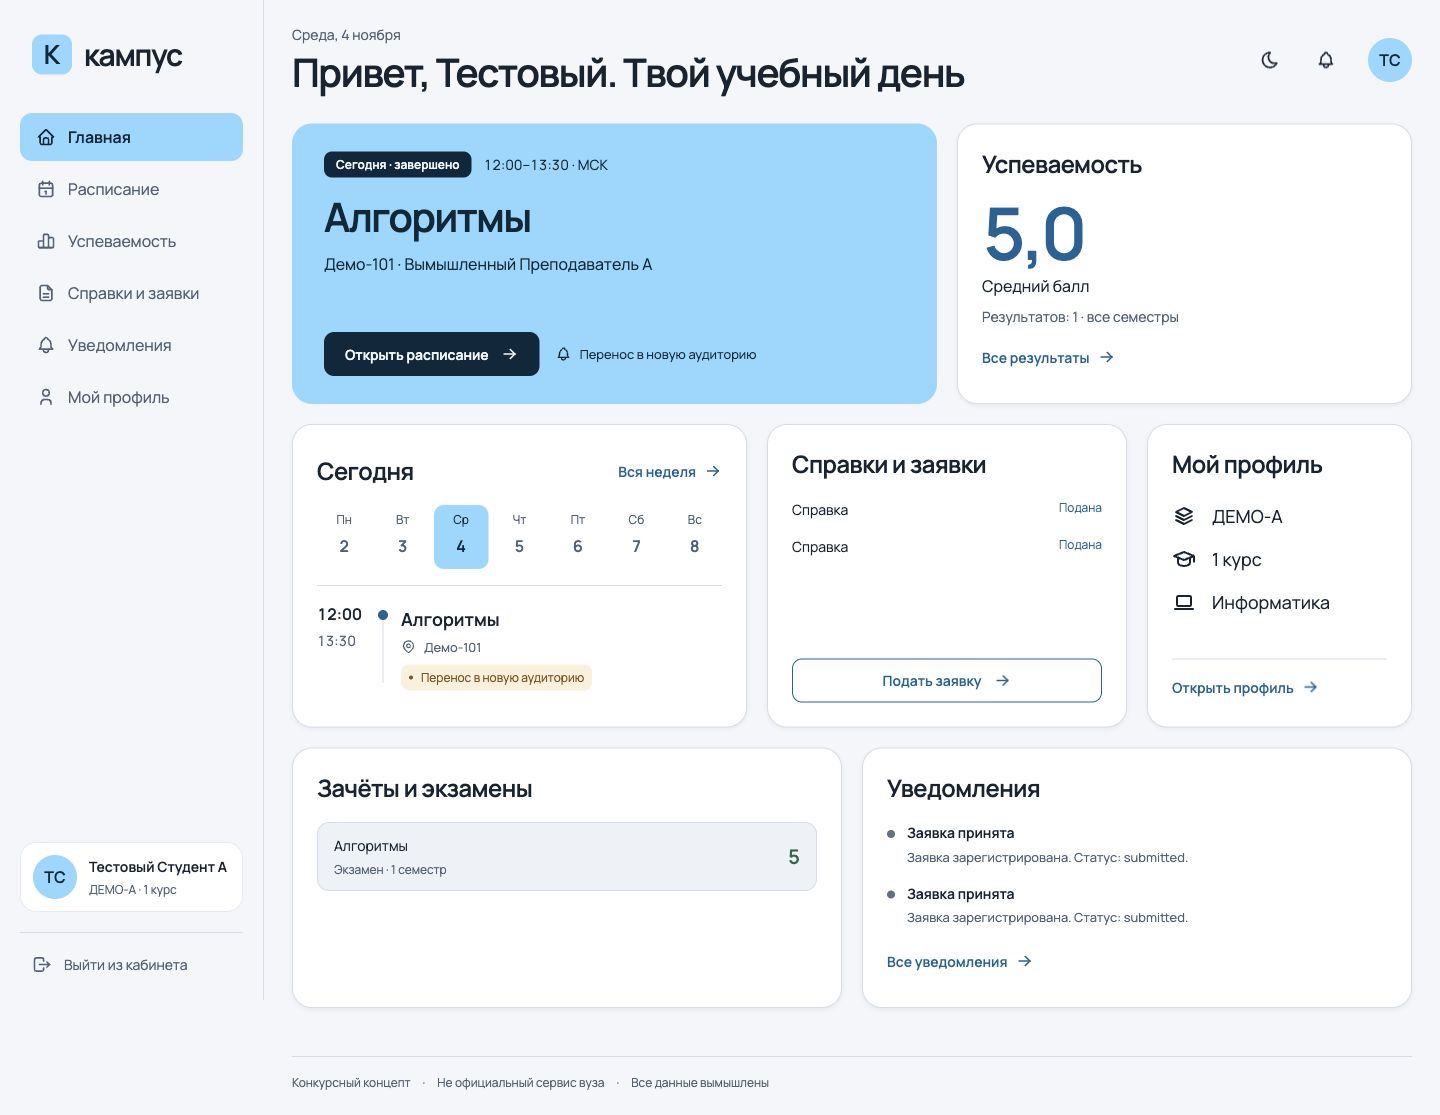 К кампус
Главная
Расписание
Успеваемость
Справки и заявки
Уведомления
Мой профиль
ТС
Тестовый Студент А
ДЕМО-А · 1 курс
Выйти из кабинета
Среда, 4 ноября
Привет, Тестовый. Твой учебный день
ТС
Сегодня · завершено 12:00–13:30 · МСК
Алгоритмы
Демо-101 · Вымышленный Преподаватель А
Открыть расписание
Перенос в новую аудиторию
Успеваемость
5,0
Средний балл
Результатов: 1 · все семестры
Все результаты
Сегодня
Вся неделя
Пн Вт Ср Чт Пт Сб Вс
2 3 4 5 6 7 8
12:00
13:30
Алгоритмы
Демо-101
• Перенос в новую аудиторию
Справки и заявки
Справка Подана
Справка Подана
Подать заявку
Мой профиль
ДЕМО-А
1 курс
Информатика
Открыть профиль
Зачёты и экзамены
Алгоритмы
Экзамен · 1 семестр
5
Уведомления
Заявка принята
Заявка зарегистрирована. Статус: submitted.
Заявка принята
Заявка зарегистрирована. Статус: submitted.
Все уведомления
Конкурсный концепт · Не официальный сервис вуза · Все данные вымышлены